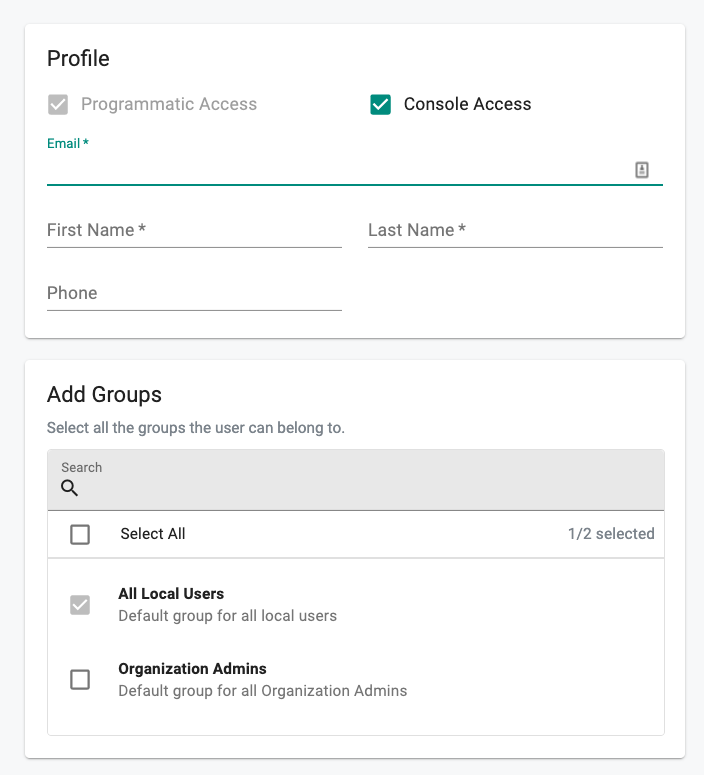 Profile
Programmatic Access
Console Access
Email *
First Name *
Last Name *
Phone
Add Groups
Select all the groups the user can belong to.
Search
Select All
1/2 selected
All Local Users
Default group for all local users
Organization Admins
Default group for all Organization Admins